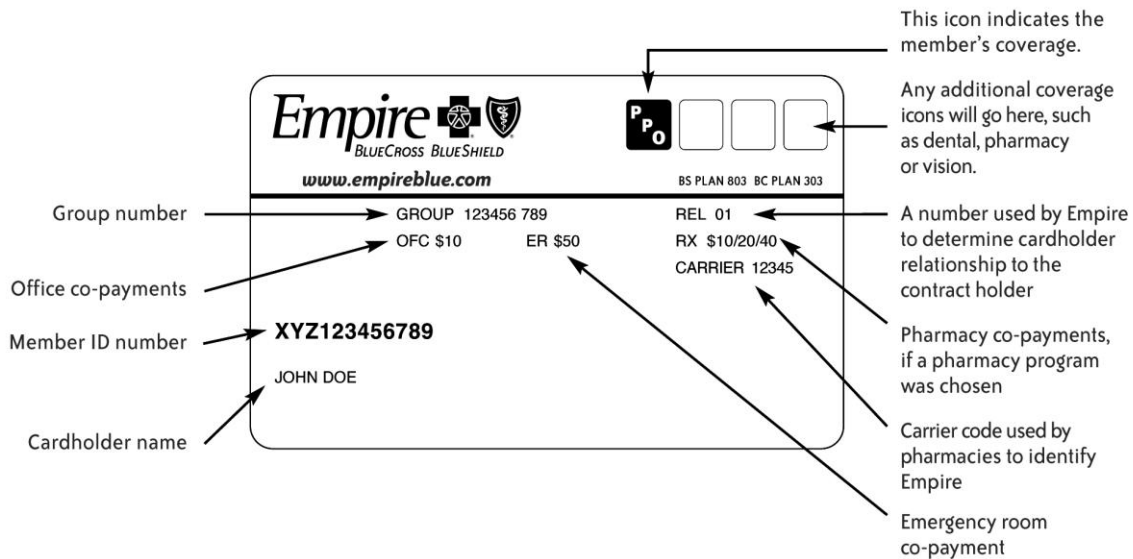 This icon indicates the
member's coverage.
Any additional coverage
icons will go here, such
as dental, pharmacy
or vision.
Empire
BLUECROSS BLUESHIELD
www.empireblue.com
PPO
BS PLAN 803 BC PLAN 303
Group number
GROUP 123456 789
REL 01
A number used by Empire
to determine cardholder
relationship to the
contract holder
Office co-payments
OFC $10 ER $50
RX $10/20/40
CARRIER 12345
Member ID number
XYZ123456789
Pharmacy co-payments,
if a pharmacy program
was chosen
Cardholder name
JOHN DOE
Carrier code used by
pharmacies to identify
Empire
Emergency room
co-payment